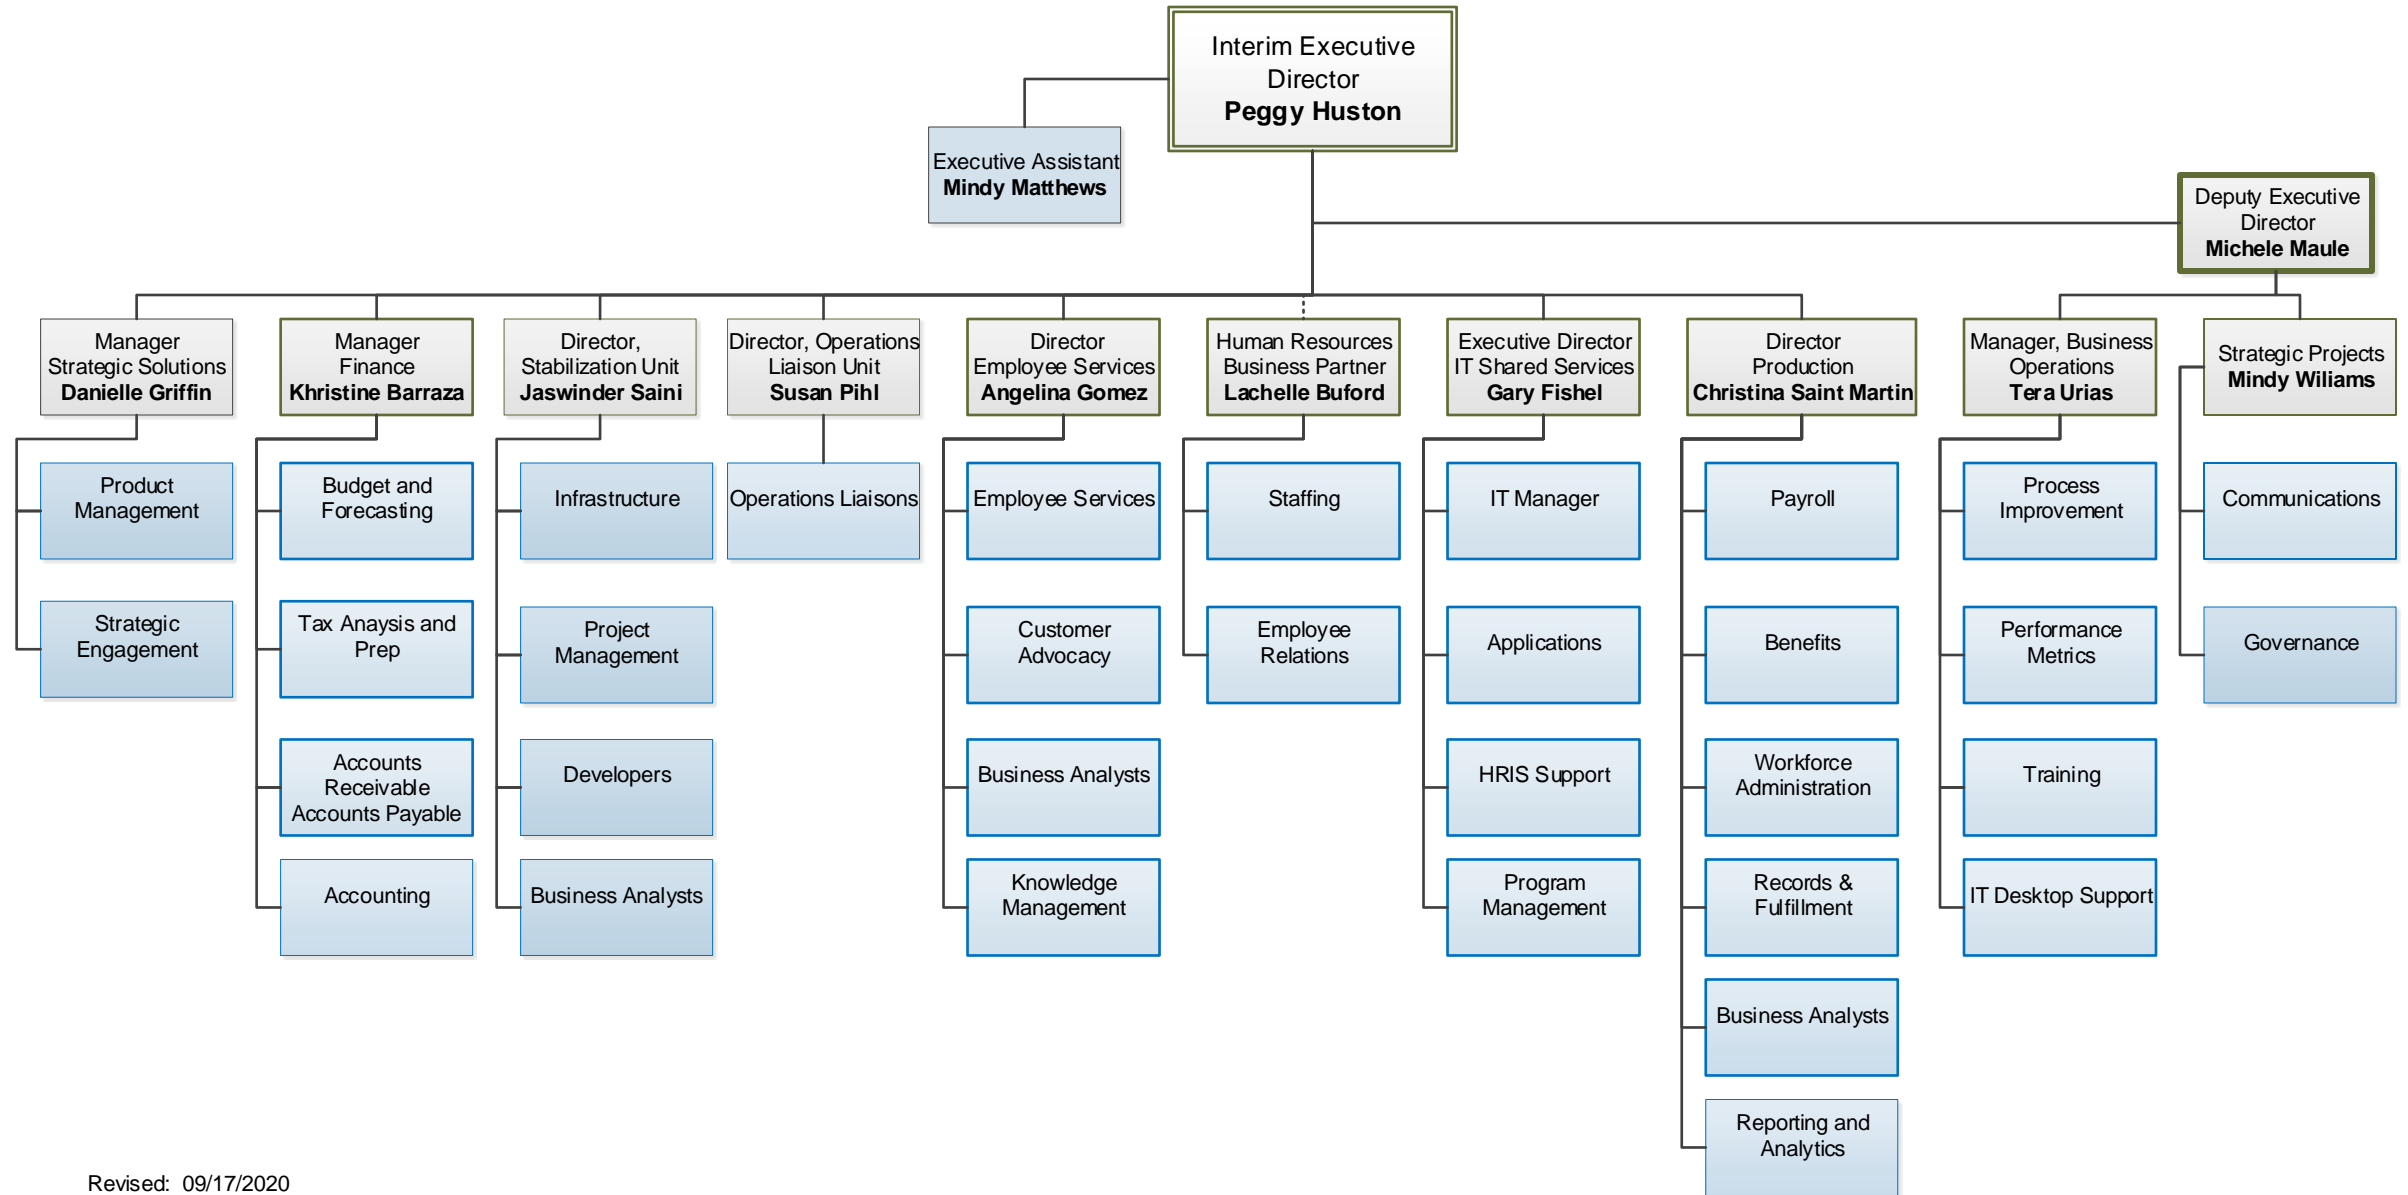 Interim Executive
Director
Peggy Huston
Executive Assistant
Mindy Matthews
Deputy Executive
Director
Michele Maule
Manager
Strategic Solutions
Danielle Griffin
Manager
Finance
Khristine Barraza
Director,
Stabilization Unit
Jaswinder Saini
Director, Operations
Liaison Unit
Susan Pihl
Director
Employee Services
Angelina Gomez
Human Resources
Business Partner
Lachelle Buford
Executive Director
IT Shared Services
Gary Fishel
Director
Production
Christina Saint Martin
Manager, Business
Operations
Tera Urias
Strategic Projects
Mindy Wiliams
Product
Management
Strategic
Engagement
Budget and
Forecasting
Tax Anaysis and
Prep
Accounts
Receivable
Accounts Payable
Accounting
Infrastructure
Project
Management
Developers
Business Analysts
Operations Liaisons
Employee Services
Customer
Advocacy
Business Analysts
Knowledge
Management
Staffing
Employee
Relations
IT Manager
Applications
HRIS Support
Program
Management
Payroll
Benefits
Workforce
Administration
Records &
Fulfillment
Business Analysts
Reporting and
Analytics
Process
Improvement
Performance
Metrics
Training
IT Desktop Support
Communications
Governance
Revised: 09/17/2020